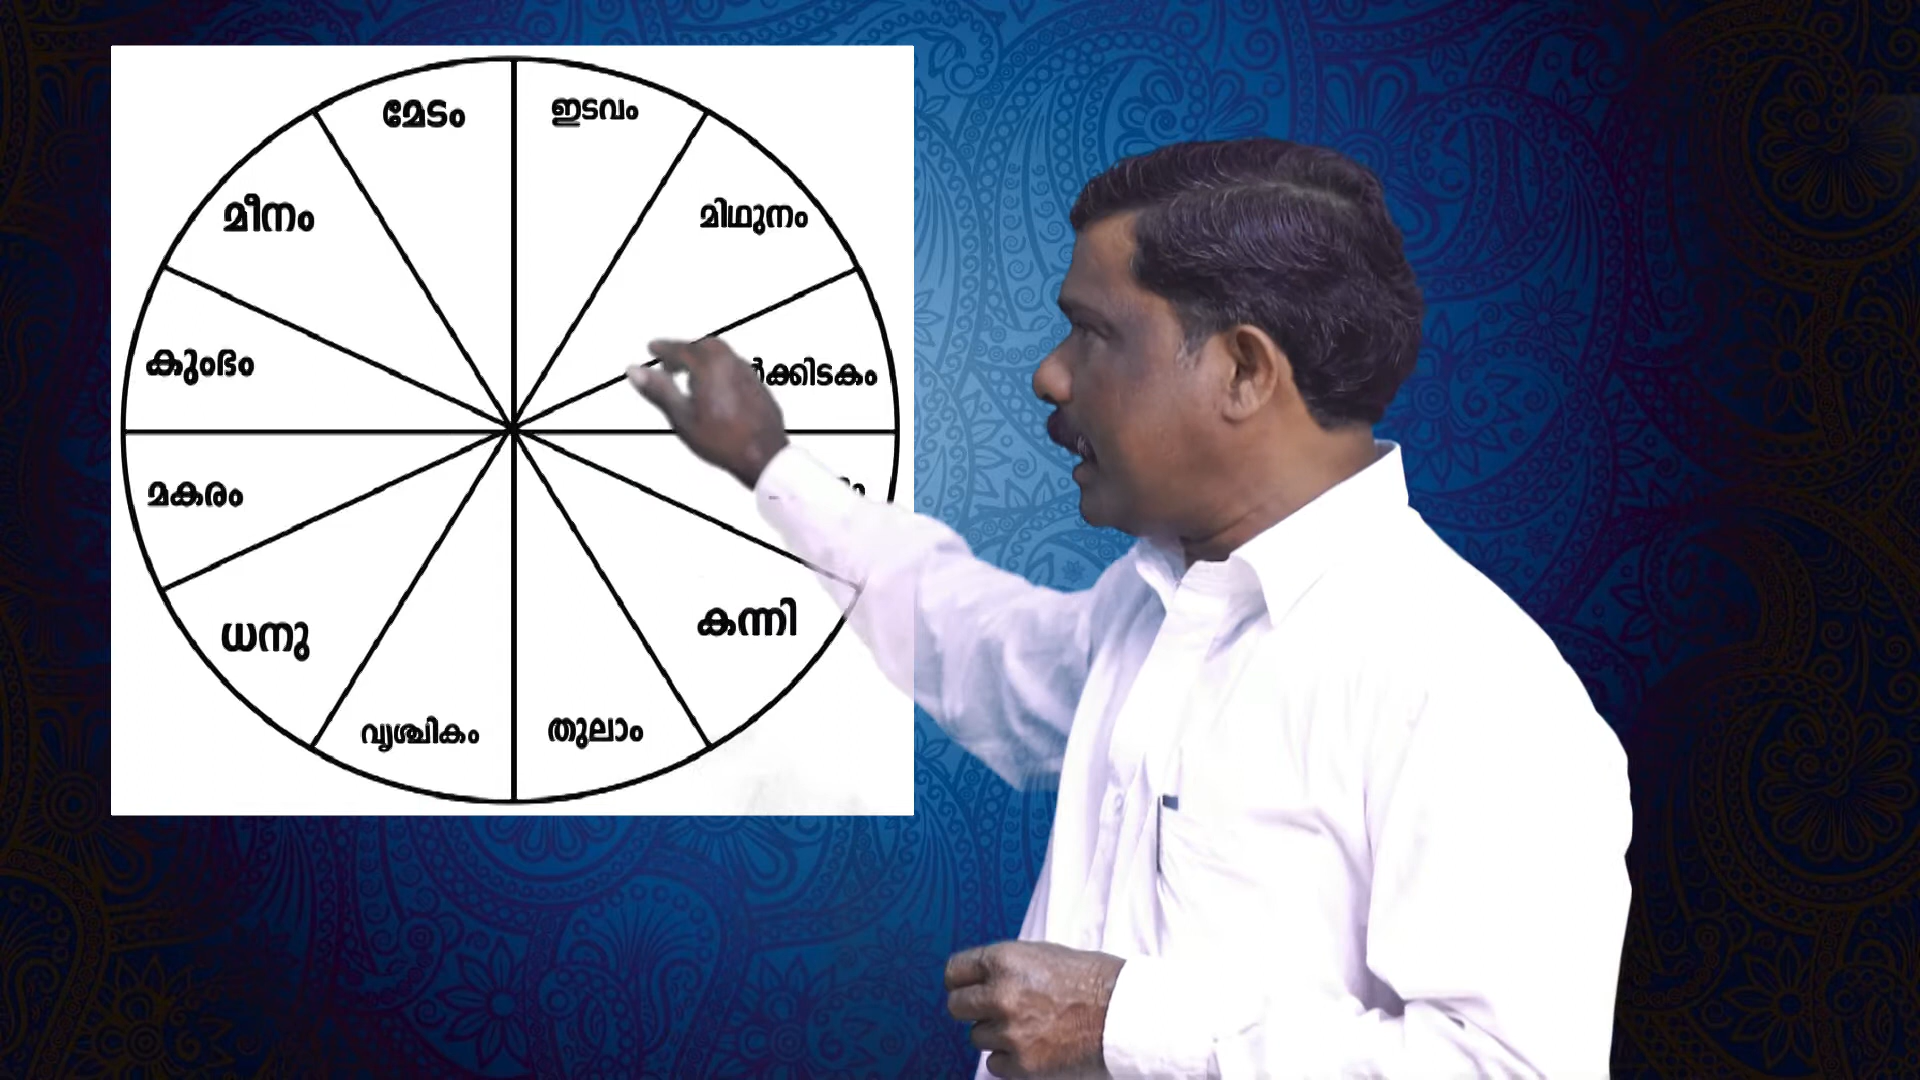 മേടം
ഇടവം
മീനം
മിഥുനം
കുംഭം
മകരം
കന്നി
ധനു
വൃശ്ചികം
തുലാം